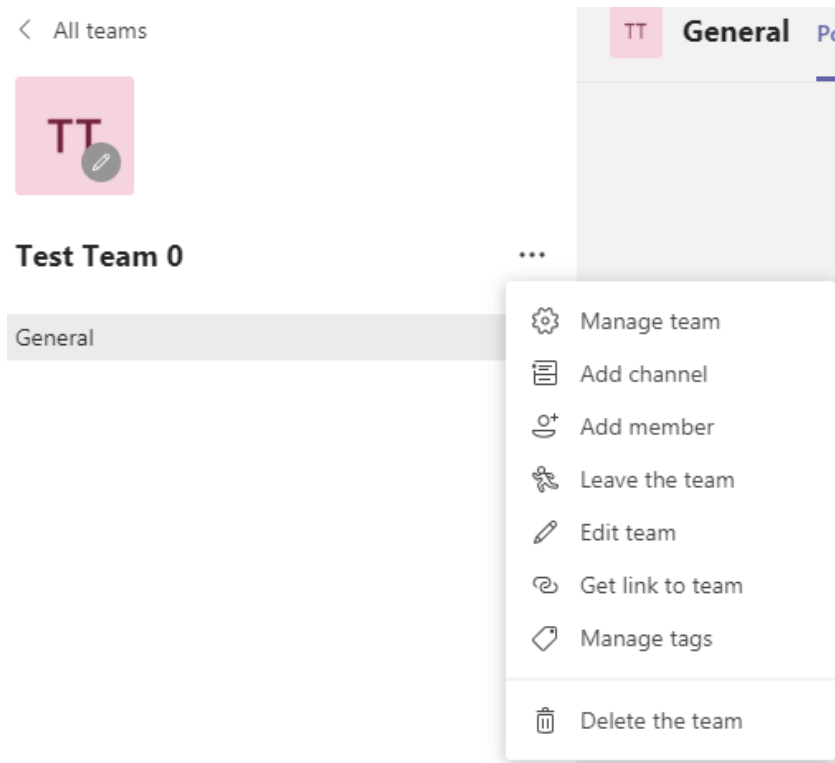 All teams
TT
Test Team 0
General
TT General
Manage team
Add channel
Add member
Leave the team
Edit team
Get link to team
Manage tags
Delete the team